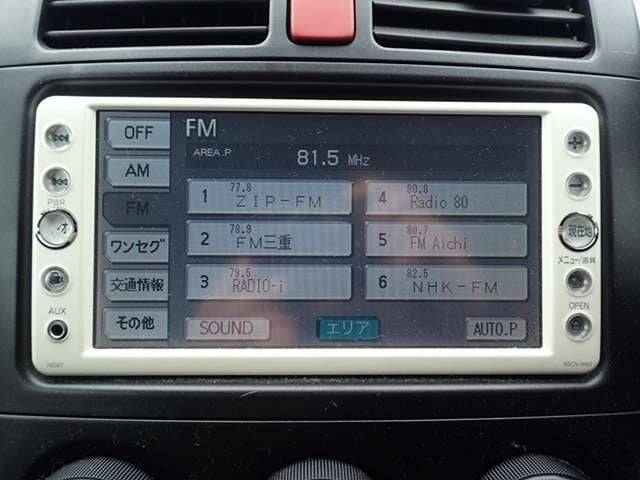 OFF
FM
AREA.P 81.5 MHz
AM
FM
ワンセグ
交通情報
その他
1 77.8 ZIP-FM
4 80.0 Radio 80
2 78.9 FM三重
5 80.7 FM Aichi
3 79.5 RADIO-i
6 82.5 NHK-FM
SOUND エリア AUTO.P
PWR
AUX
現在地
メニュー/画質
OPEN